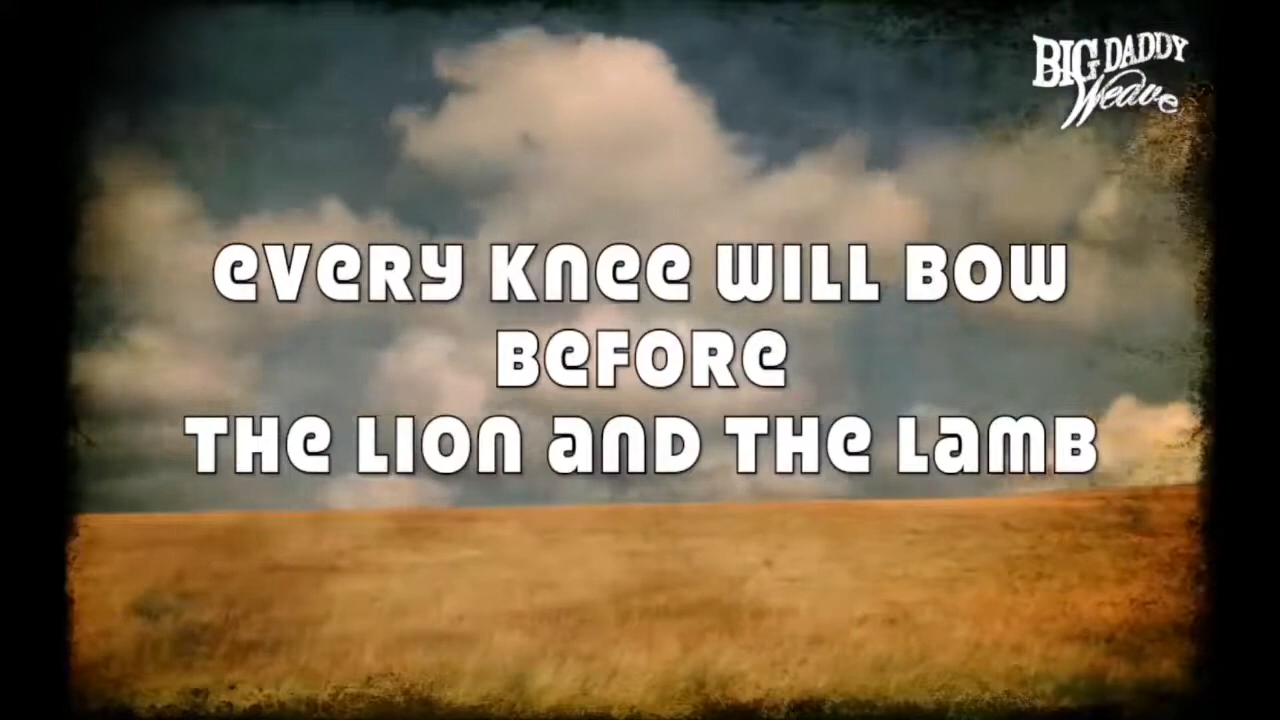 BIG DADDY
Weave
EVERY KNEE WILL BOW
BEFORE
THE LION AND THE LAMB